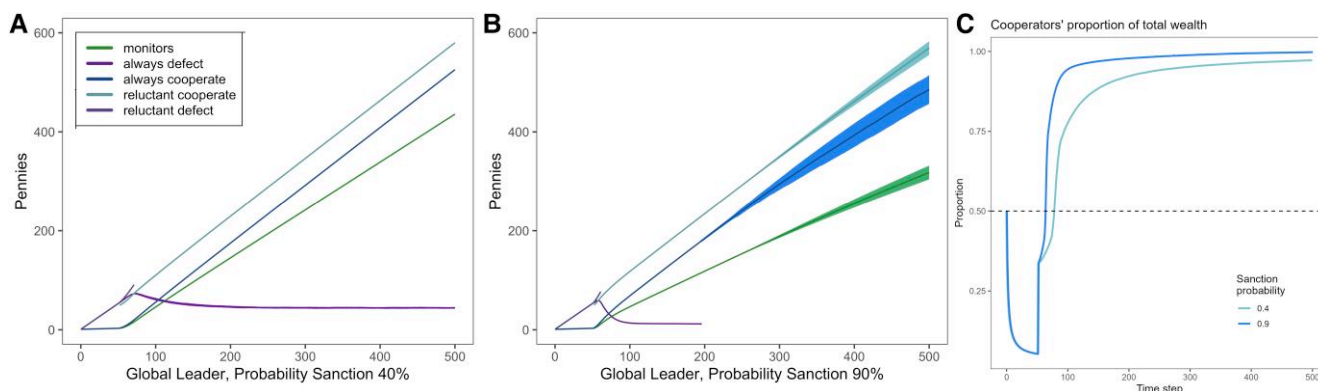 A
600
400
200
0
Pennies
monitors
always defect
always cooperate
reluctant cooperate
reluctant defect
0 100 200 300 400 500
Global Leader, Probability Sanction 40%
B
600
400
200
0
Pennies
0 100 200 300 400 500
Global Leader, Probability Sanction 90%
C
Cooperators' proportion of total wealth
1.00
0.75
0.50
0.25
Proportion
Sanction
probability
0.4
0.9
0 100 200 300 400 500
Time step